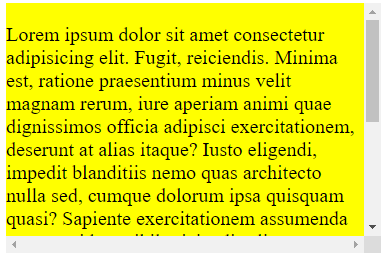 Lorem ipsum dolor sit amet consectetur
adipisicing elit. Fugit, reiciendis. Minima
est, ratione praesentium minus velit
magnam rerum, iure aperiam animi quae
dignissimos officia adipisci exercitationem,
deserunt at alias itaque? Iusto eligendi,
impedit blanditiis nemo quas architecto
nulla sed, cumque dolorum ipsa quisquam
quasi? Sapiente exercitationem assumenda